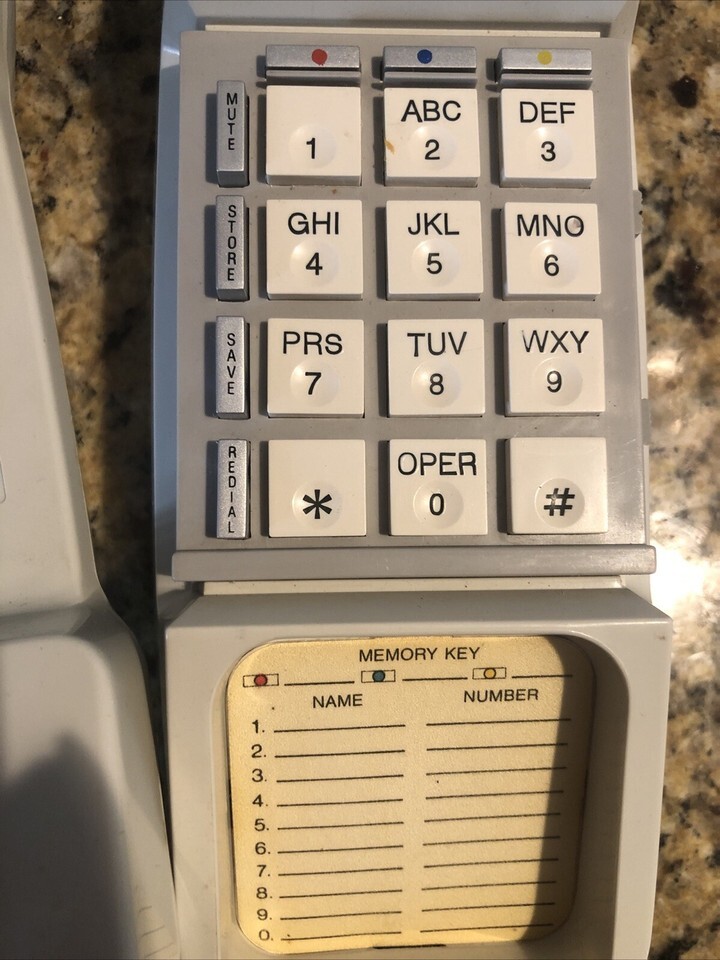 MUTE
1
ABC
2
DEF
3
STORE
GHI
4
JKL
5
MNO
6
SAVE
PRS
7
TUV
8
WXY
9
REDIAL
*
OPER
0
#
MEMORY KEY
NAME NUMBER
1.
2.
3.
4.
5.
6.
7.
8.
9.
0.